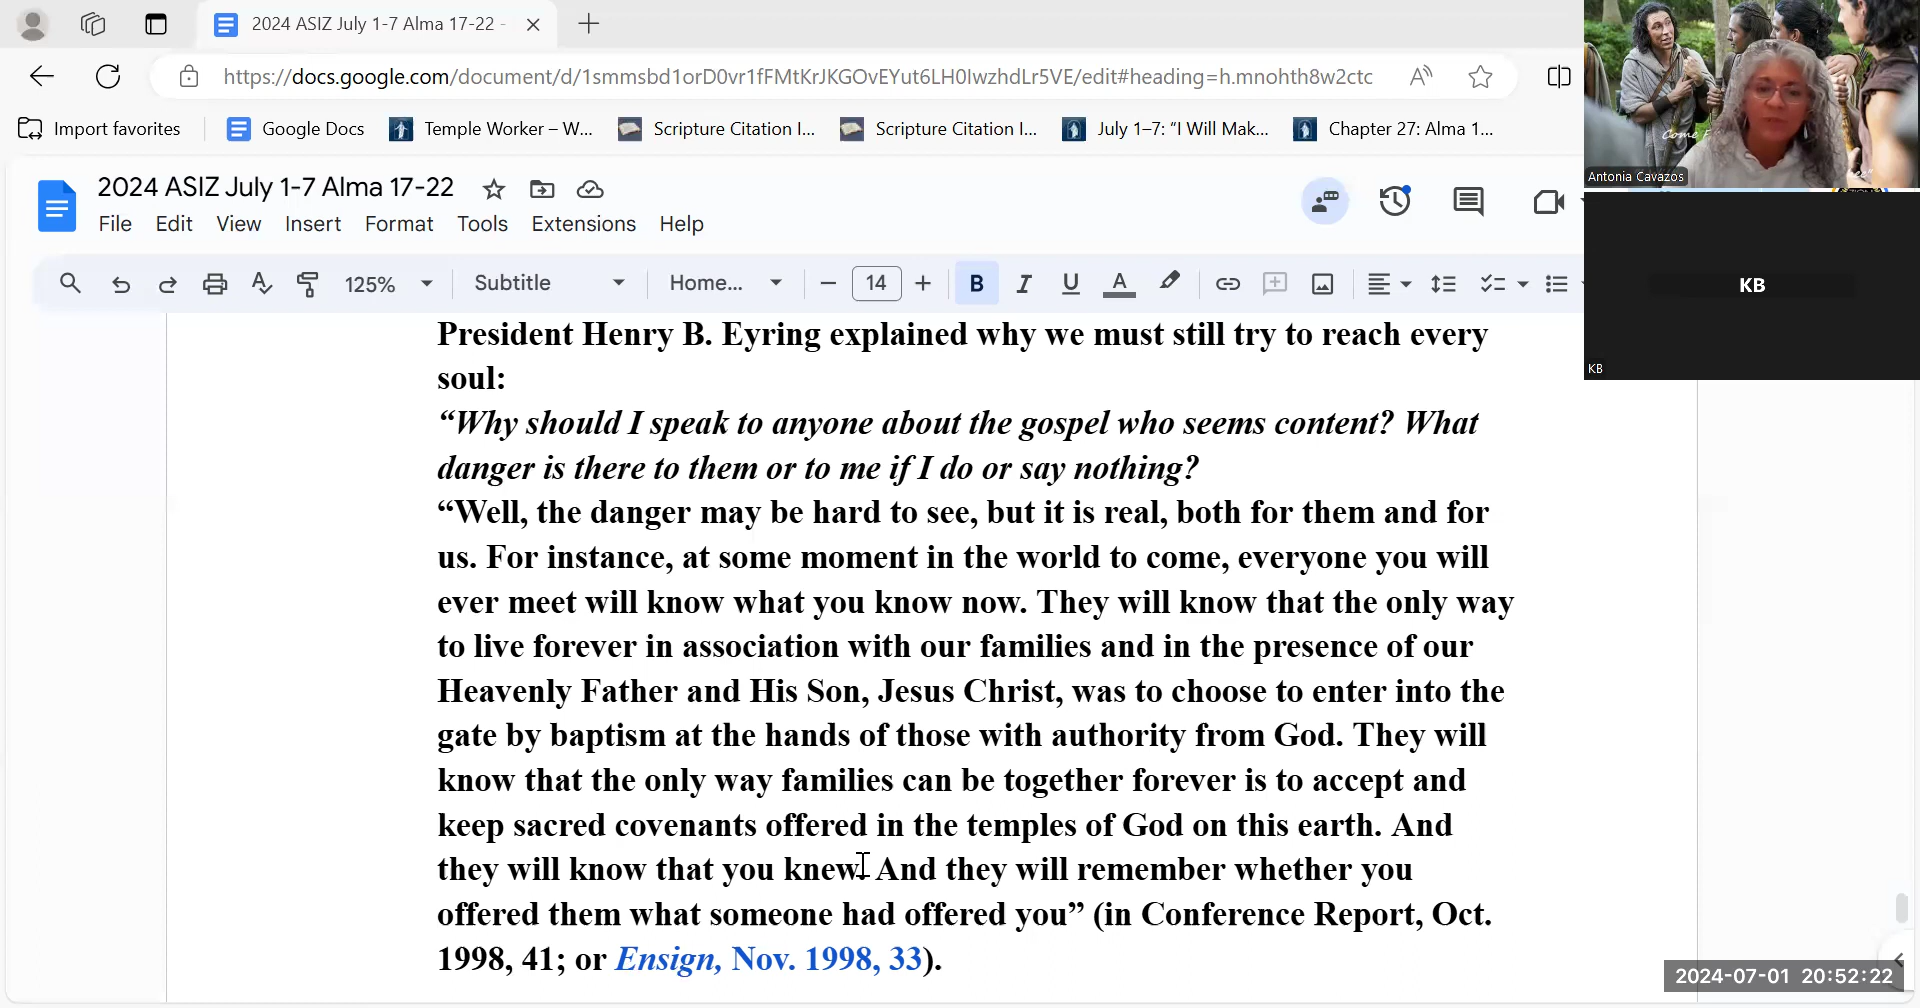 2024 ASIZ July 1-7 Alma 17-22 -
https://docs.google.com/document/d/1smmsbd1orD0vr1fFMtKrJKGOvEYut6LH0IwzhdLr5VE/edit#heading=h.mnohth8w2ctc
Import favorites Google Docs Temple Worker – W... Scripture Citation I... Scripture Citation I... July 1–7: “I Will Mak... Chapter 27: Alma 1...
Come F
Antonia Cavazos
2024 ASIZ July 1-7 Alma 17-22
File Edit View Insert Format Tools Extensions Help
125% Subtitle Home... 14 B I U A
KB
KB
President Henry B. Eyring explained why we must still try to reach every
soul:
“Why should I speak to anyone about the gospel who seems content? What
danger is there to them or to me if I do or say nothing?
“Well, the danger may be hard to see, but it is real, both for them and for
us. For instance, at some moment in the world to come, everyone you will
ever meet will know what you know now. They will know that the only way
to live forever in association with our families and in the presence of our
Heavenly Father and His Son, Jesus Christ, was to choose to enter into the
gate by baptism at the hands of those with authority from God. They will
know that the only way families can be together forever is to accept and
keep sacred covenants offered in the temples of God on this earth. And
they will know that you knew. And they will remember whether you
offered them what someone had offered you” (in Conference Report, Oct.
1998, 41; or Ensign, Nov. 1998, 33).
2024-07-01 20:52:22